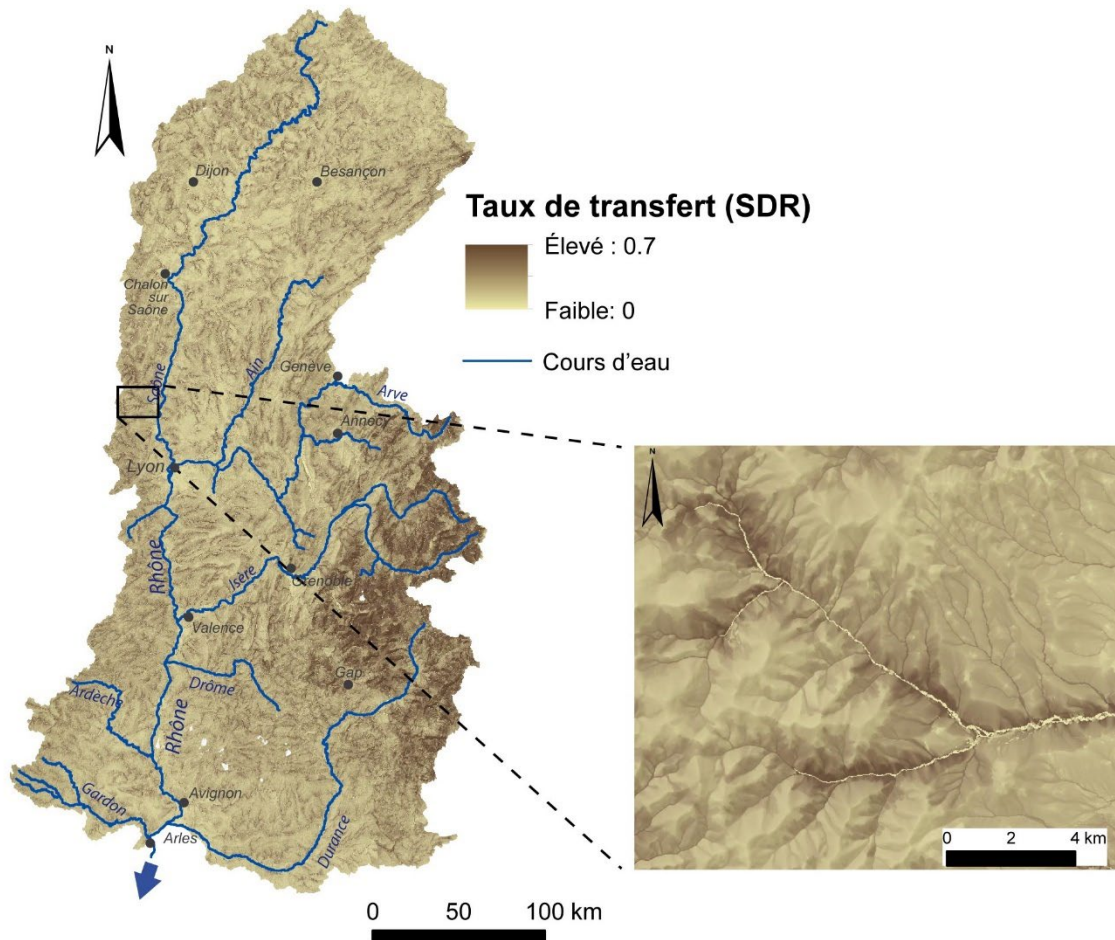 N
Dijon
Besançon
Taux de transfert (SDR)
Élevé : 0.7
Faible: 0
Cours d'eau
Chalon
sur
Saône
Saône
Ain
Genève
Arve
Annecy
Lyon
N
Rhône
Isère
Grenoble
Valence
Gap
Drôme
Ardèche
Rhône
Gardon
Avignon
Arles
Durance
0 2 4 km
0 50 100 km